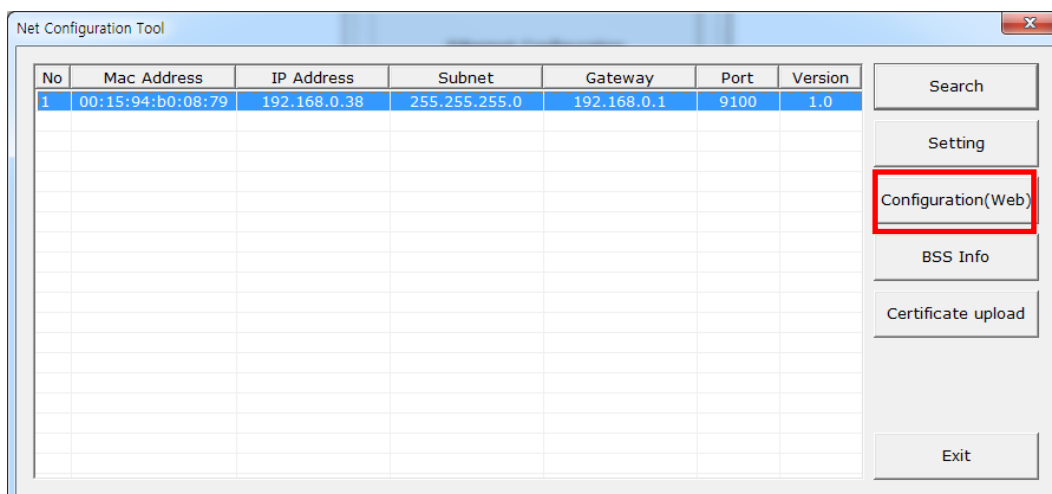 Net Configuration Tool
No Mac Address IP Address Subnet Gateway Port Version
1 00:15:94:b0:08:79 192.168.0.38 255.255.255.0 192.168.0.1 9100 1.0
Search
Setting
Configuration(Web)
BSS Info
Certificate upload
Exit